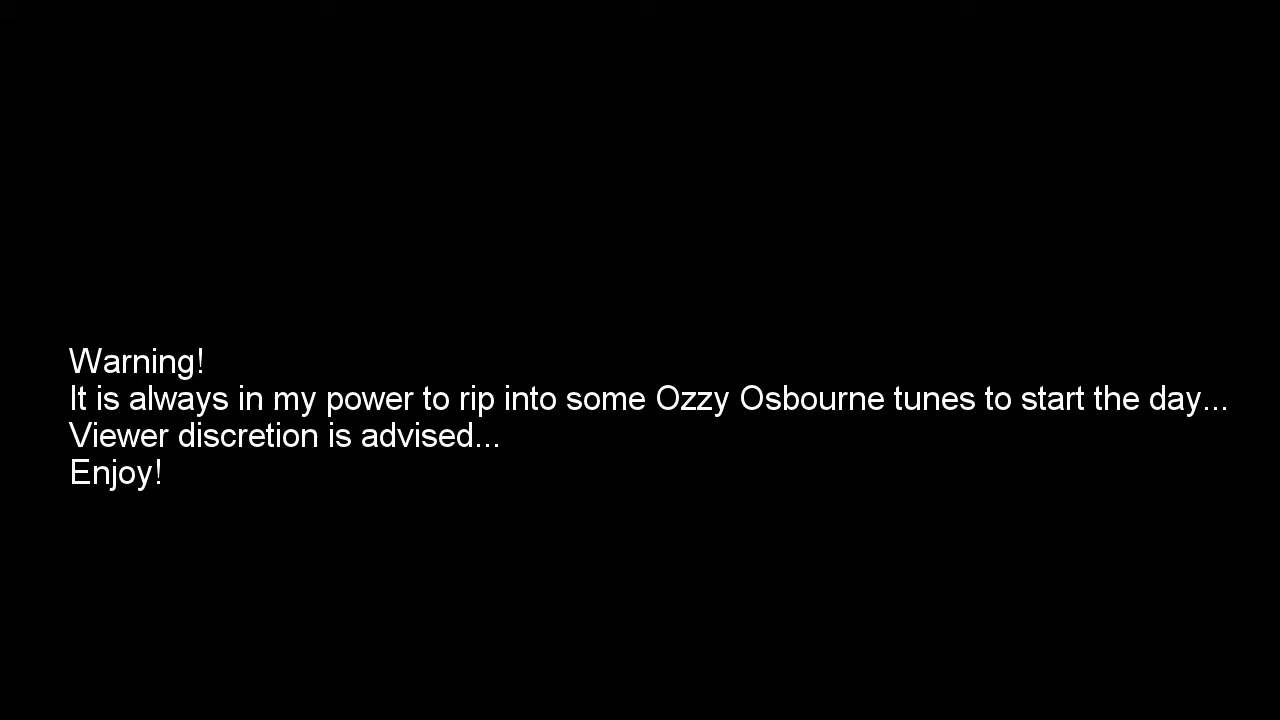 Warning!
It is always in my power to rip into some Ozzy Osbourne tunes to start the day...
Viewer discretion is advised...
Enjoy!